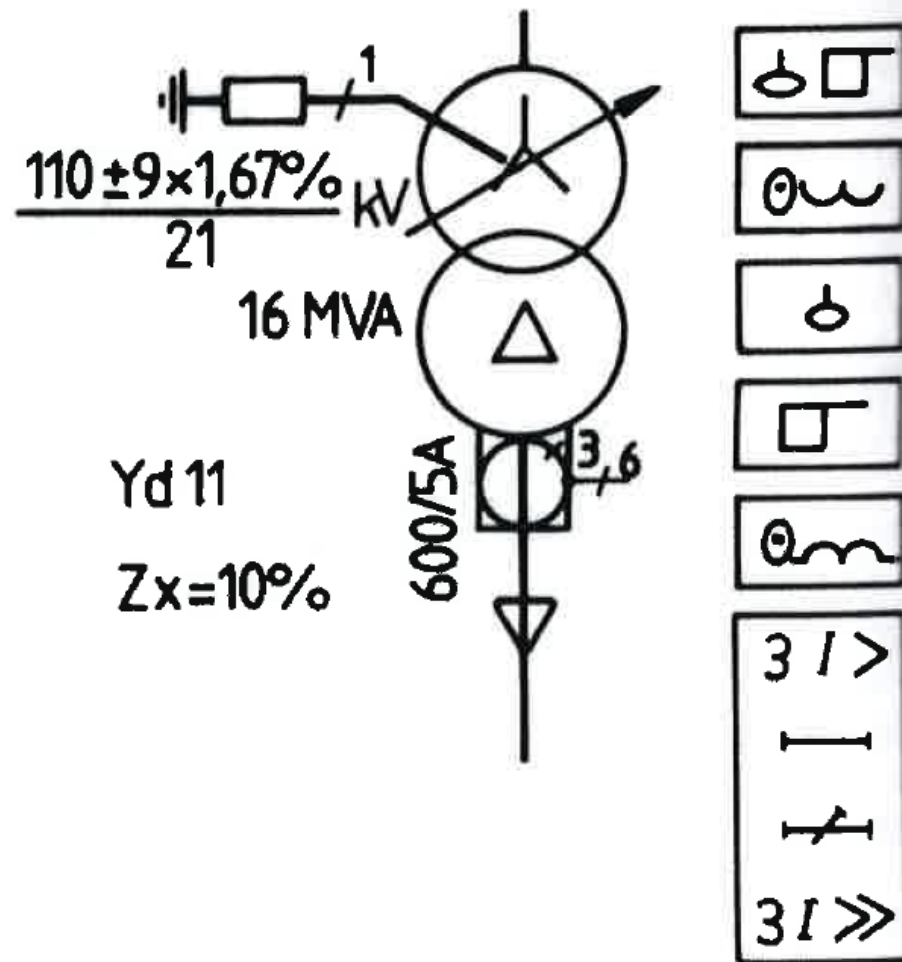 1
110 ±9×1,67%
21
kV
16 MVA
3
6
600/5A
Yd 11
Zx=10%
3 I >
3 I >>